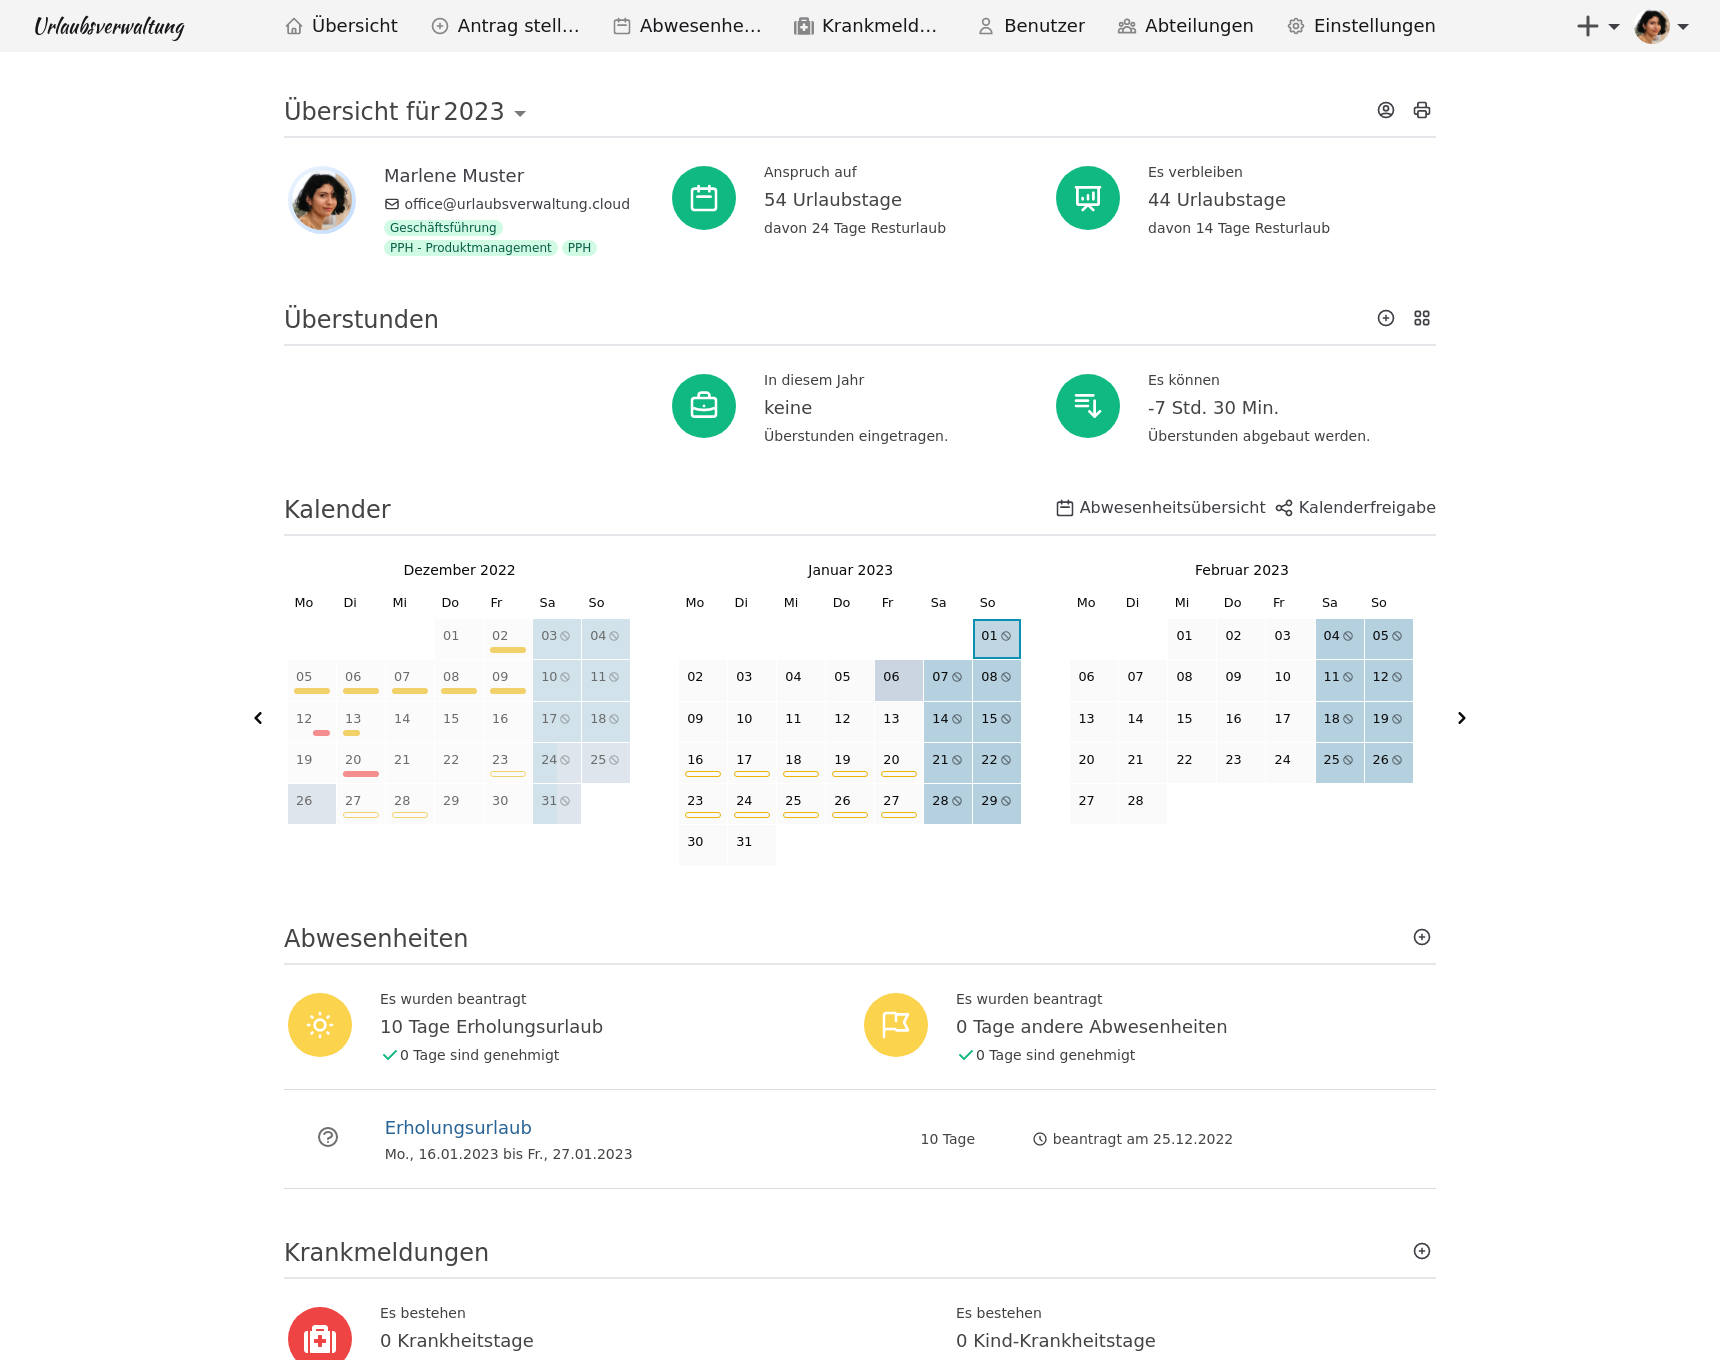 Urlaubsverwaltung
Übersicht
Antrag stell...
Abwesenhe...
Krankmeld...
Benutzer
Abteilungen
Einstellungen
Übersicht für 2023
Marlene Muster
office@urlaubsverwaltung.cloud
Geschäftsführung
PPH - Produktmanagement PPH
Anspruch auf
54 Urlaubstage
davon 24 Tage Resturlaub
Es verbleiben
44 Urlaubstage
davon 14 Tage Resturlaub
Überstunden
In diesem Jahr
keine
Überstunden eingetragen.
Es können
-7 Std. 30 Min.
Überstunden abgebaut werden.
Kalender
Abwesenheitsübersicht Kalenderfreigabe
Dezember 2022
Mo Di Mi Do Fr Sa So
01 02 03 04
05 06 07 08 09 10 11
12 13 14 15 16 17 18
19 20 21 22 23 24 25
26 27 28 29 30 31
Januar 2023
Mo Di Mi Do Fr Sa So
01
02 03 04 05 06 07 08
09 10 11 12 13 14 15
16 17 18 19 20 21 22
23 24 25 26 27 28 29
30 31
Februar 2023
Mo Di Mi Do Fr Sa So
01 02 03 04 05
06 07 08 09 10 11 12
13 14 15 16 17 18 19
20 21 22 23 24 25 26
27 28
Abwesenheiten
Es wurden beantragt
10 Tage Erholungsurlaub
0 Tage sind genehmigt
Es wurden beantragt
0 Tage andere Abwesenheiten
0 Tage sind genehmigt
Erholungsurlaub
Mo., 16.01.2023 bis Fr., 27.01.2023
10 Tage
beantragt am 25.12.2022
Krankmeldungen
Es bestehen
0 Krankheitstage
Es bestehen
0 Kind-Krankheitstage